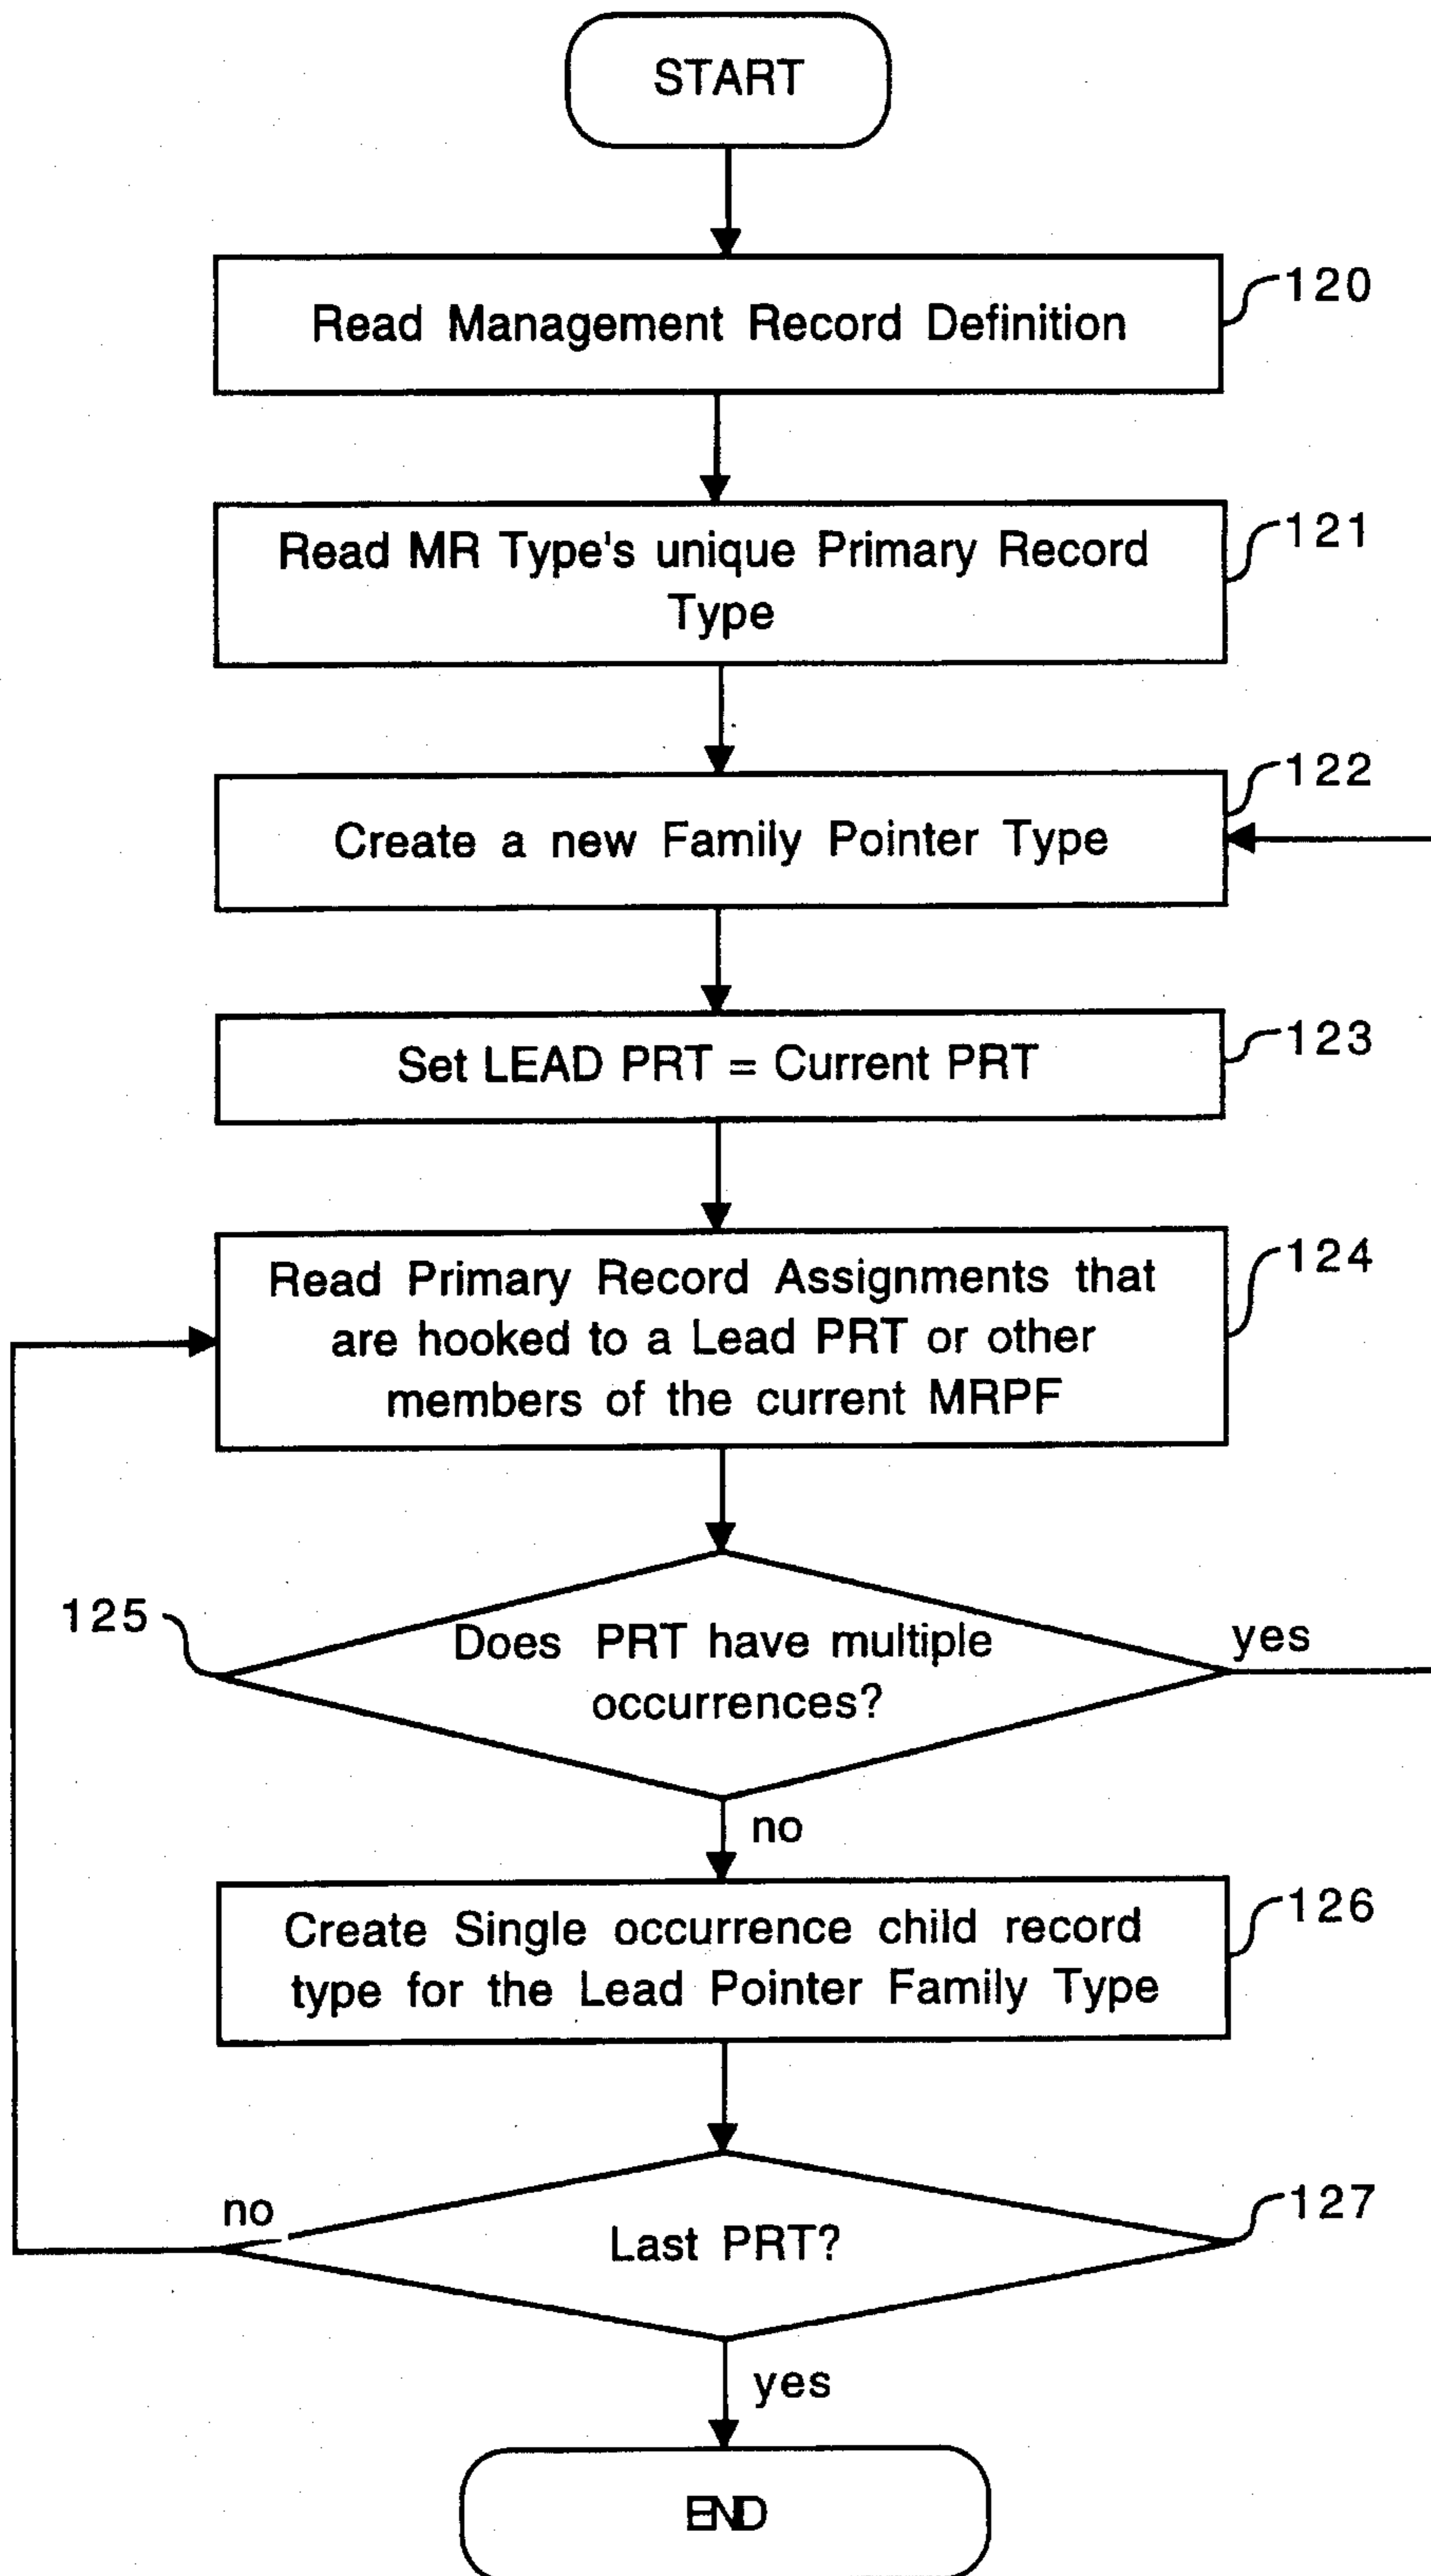 START
Read Management Record Definition
120
Read MR Type's unique Primary Record
Type
121
Create a new Family Pointer Type
122
Set LEAD PRT = Current PRT
123
Read Primary Record Assignments that
are hooked to a Lead PRT or other
members of the current MRPF
124
125
Does PRT have multiple
occurrences?
yes
no
Create Single occurrence child record
type for the Lead Pointer Family Type
126
no
Last PRT?
127
yes
END